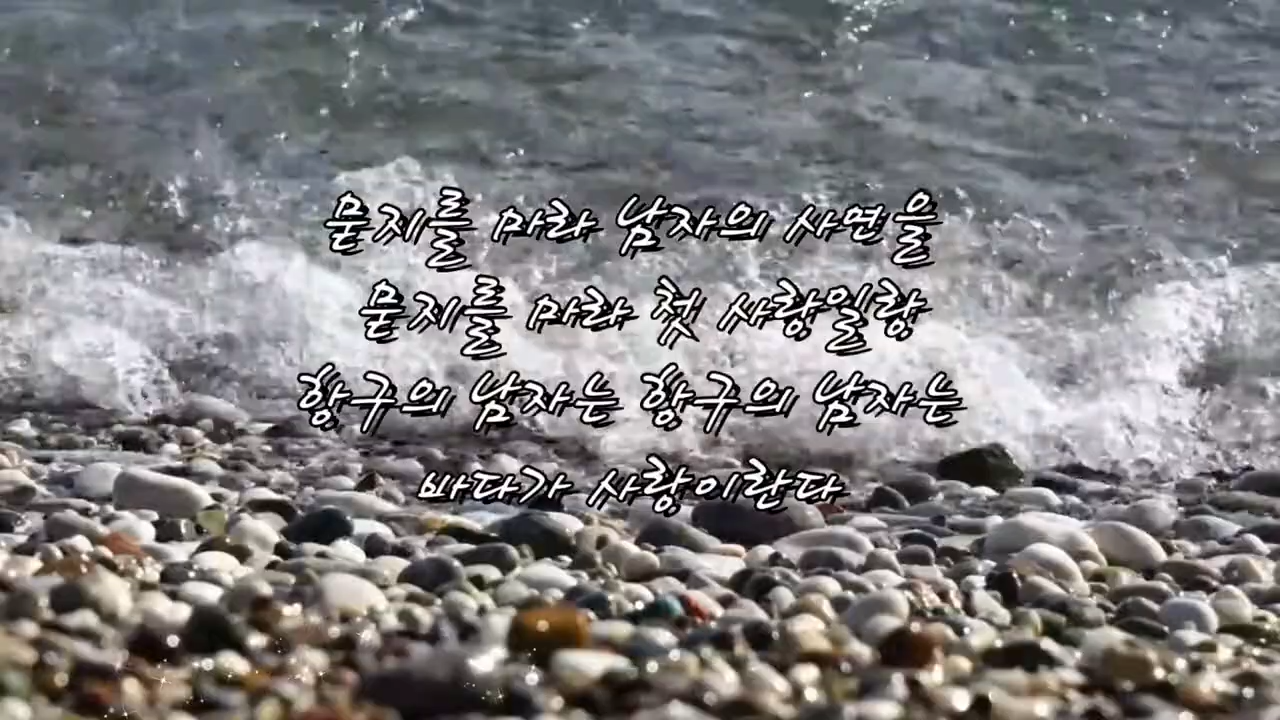 묻지를 마라 남자의 사연을
묻지를 마라 첫 사랑일랑
항구의 남자는 항구의 남자는
바다가 사랑이란다